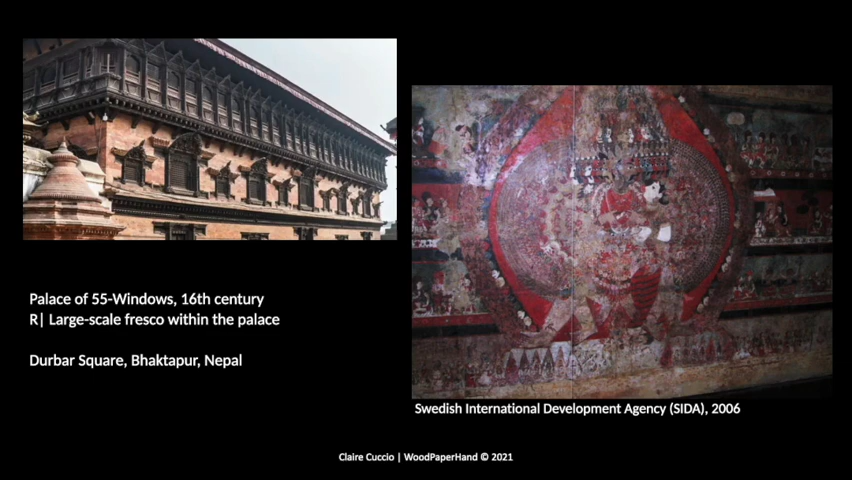 Palace of 55-Windows, 16th century
R| Large-scale fresco within the palace
Durbar Square, Bhaktapur, Nepal
Swedish International Development Agency (SIDA), 2006
Claire Cuccio | WoodPaperHand © 2021